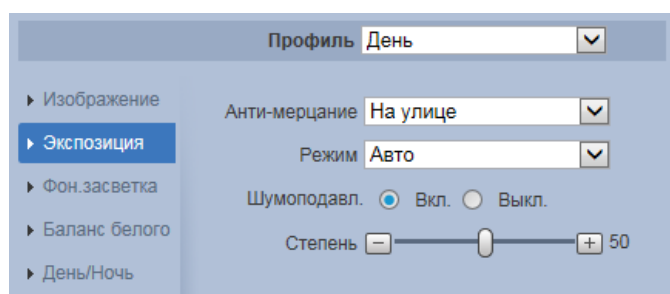 Профиль День
Изображение
Анти-мерцание На улице
Экспозиция
Режим Авто
Фон.засветка
Шумоподавл. Вкл. Выкл.
Баланс белого
Степень 50
День/Ночь